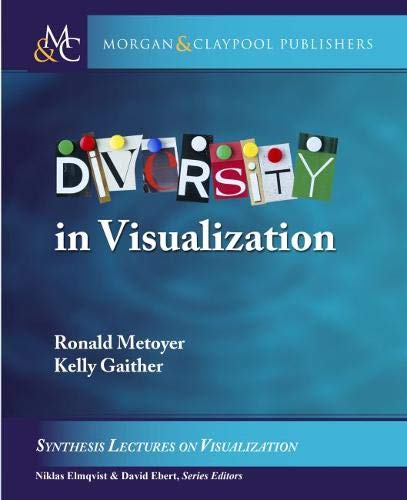 M
&C
MORGAN&CLAYPOOL PUBLISHERS
DiVERSiTY
in Visualization
Ronald Metoyer
Kelly Gaither
SYNTHESIS LECTURES ON VISUALIZATION
Niklas Elmqvist & David Ebert, Series Editors